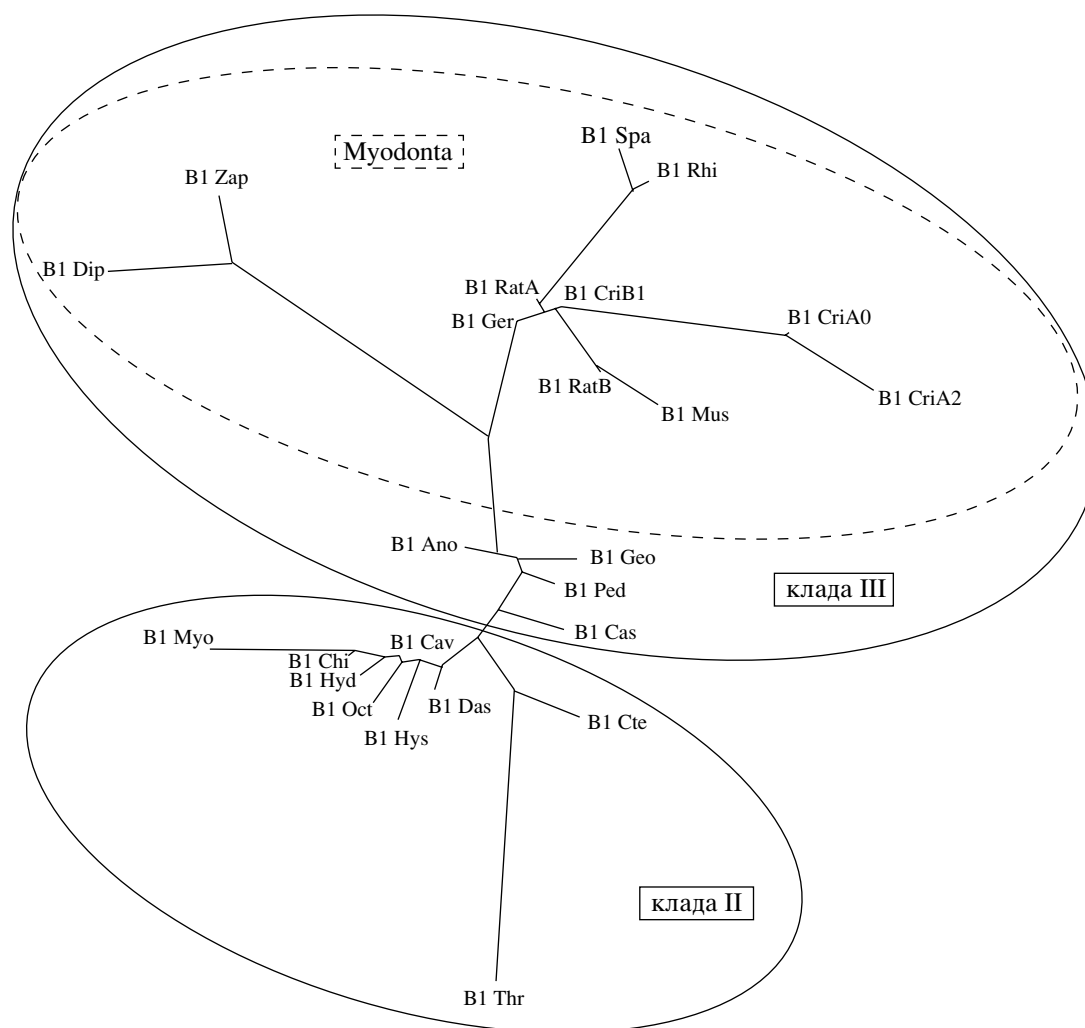 B1 Spa
Myodonta
B1 Rhi
B1 Zap
B1 Dip
B1 RatA
B1 CriB1
B1 Ger
B1 CriA0
B1 RatB
B1 CriA2
B1 Mus
B1 Ano
B1 Geo
B1 Ped
клада III
B1 Cas
B1 Myo
B1 Cav
B1 Chi
B1 Hyd
B1 Oct
B1 Das
B1 Hys
B1 Cte
клада II
B1 Thr